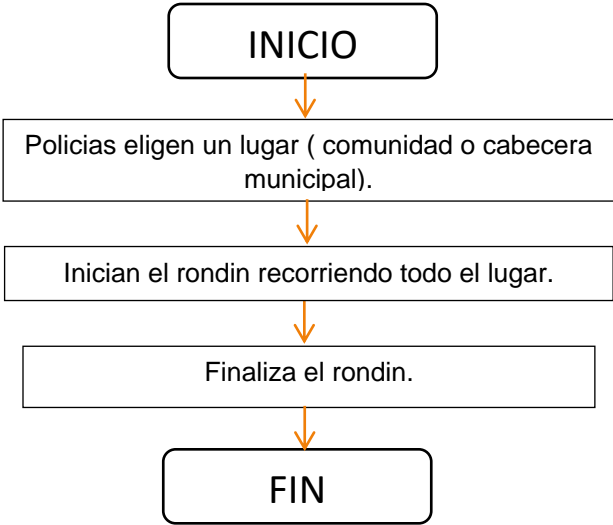 INICIO
Policias eligen un lugar ( comunidad o cabecera
municipal).
Inician el rondin recorriendo todo el lugar.
Finaliza el rondin.
FIN